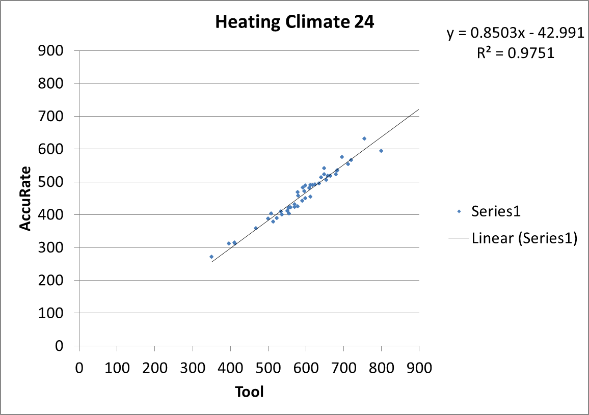 Heating Climate 24
y = 0.8503x - 42.991
R² = 0.9751
900
800
700
600
500
400
300
200
100
0
AccuRate
0 100 200 300 400 500 600 700 800 900
Tool
Series1
Linear (Series1)